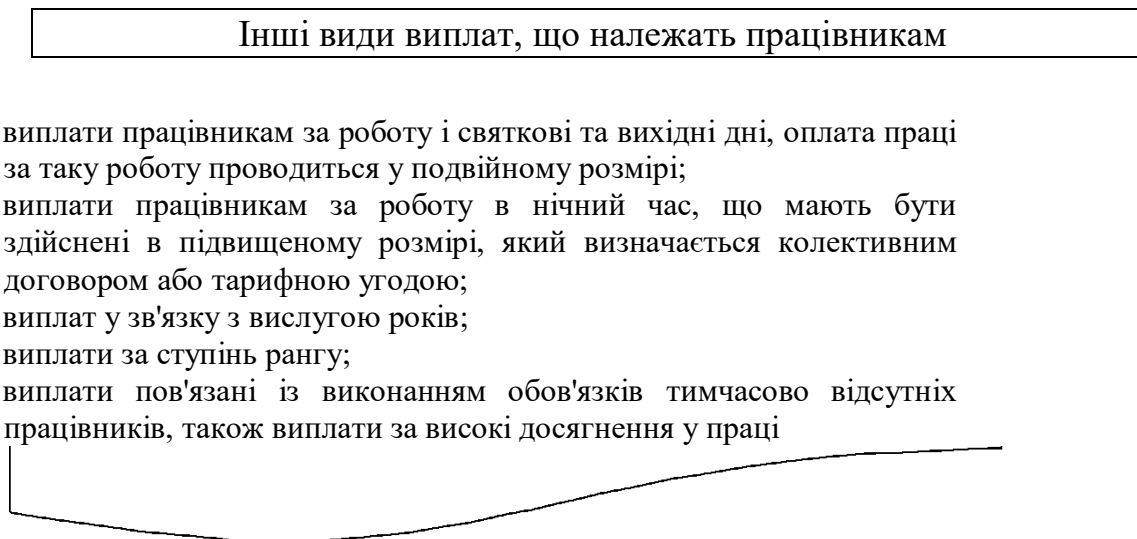 Інші види виплат, що належать працівникам
виплати працівникам за роботу і святкові та вихідні дні, оплата праці
за таку роботу проводиться у подвійному розмірі;
виплати працівникам за роботу в нічний час, що мають бути
здійснені в підвищеному розмірі, який визначається колективним
договором або тарифною угодою;
виплат у зв'язку з вислугою років;
виплати за ступінь рангу;
виплати пов'язані із виконанням обов'язків тимчасово відсутніх
працівників, також виплати за високі досягнення у праці